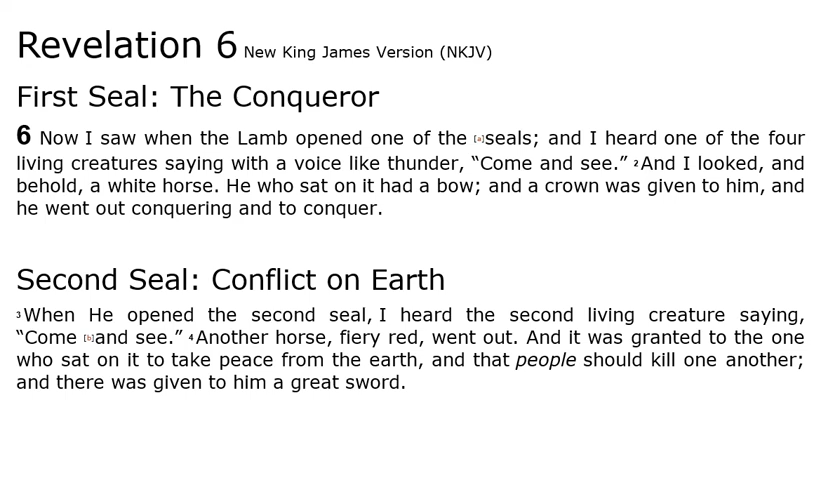 Revelation 6 New King James Version (NKJV)
First Seal: The Conqueror
6 Now I saw when the Lamb opened one of the [a]seals; and I heard one of the four
living creatures saying with a voice like thunder, “Come and see.” 2And I looked, and
behold, a white horse. He who sat on it had a bow; and a crown was given to him, and
he went out conquering and to conquer.
Second Seal: Conflict on Earth
3When He opened the second seal, I heard the second living creature saying,
“Come [b]and see.” 4Another horse, fiery red, went out. And it was granted to the one
who sat on it to take peace from the earth, and that people should kill one another;
and there was given to him a great sword.